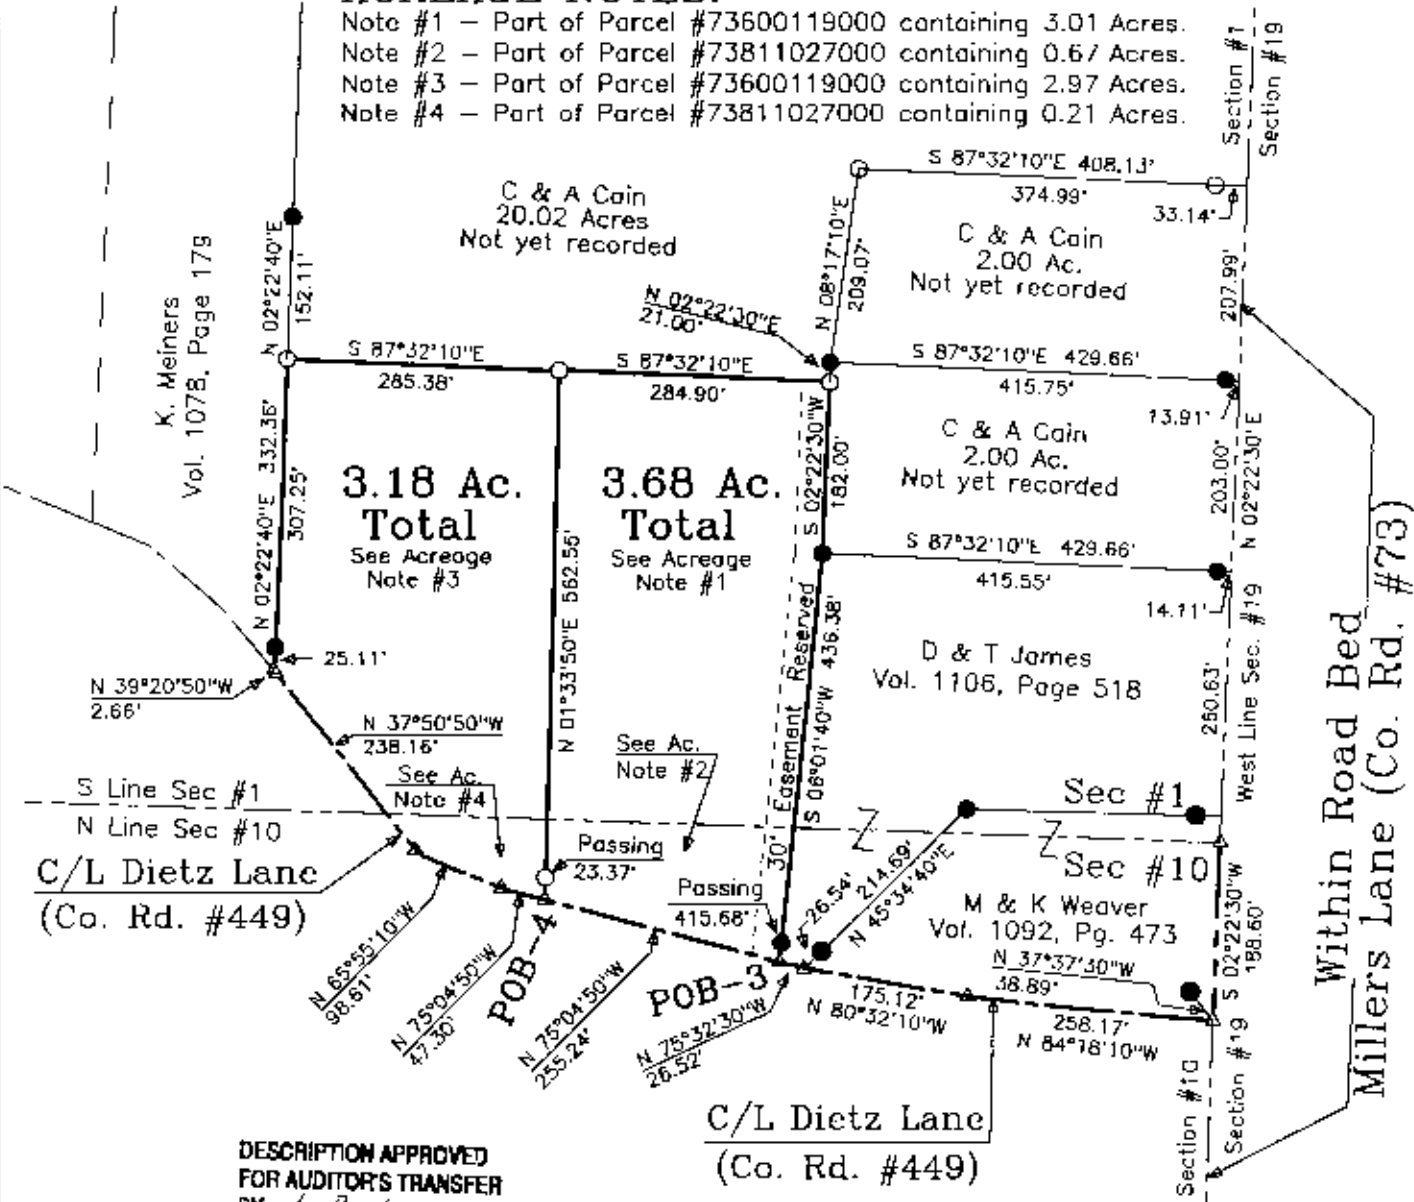 ACREAGE NOTES:
Note #1 – Part of Parcel #73600119000 containing 3.01 Acres.
Note #2 – Part of Parcel #73811027000 containing 0.67 Acres.
Note #3 – Part of Parcel #73600119000 containing 2.97 Acres.
Note #4 – Part of Parcel #73811027000 containing 0.21 Acres.
Section #1
Section #19
S 87°32'10"E 408.13'
374.99'
33.14'
C & A Cain
20.02 Acres
Not yet recorded
C & A Cain
2.00 Ac.
Not yet recorded
N 08°17'10"E
209.07'
207.99'
K. Meiners
Vol. 1078, Page 179
N 02°22'40"E
152.11'
N 02°22'30"E
21.00'
S 87°32'10"E
285.38'
S 87°32'10"E
284.90'
S 87°32'10"E 429.66'
415.75'
13.91'
N 02°22'40"E 332.36'
307.25'
3.18 Ac.
Total
See Acreage
Note #3
3.68 Ac.
Total
See Acreage
Note #1
S 02°22'30"W
182.00'
C & A Cain
2.00 Ac.
Not yet recorded
203.00'
N 02°22'30"E
S 87°32'10"E 429.66'
415.55'
14.11'
N 01°33'50"E 562.55'
30' Easement Reserved
S 06°01'40"W 436.38'
D & T James
Vol. 1106, Page 518
250.63'
West Line Sec. #19
Within Road Bed
Millers Lane (Co. Rd. #73)
25.11'
N 39°20'50"W
2.66'
N 37°50'50"W
238.16'
See Ac.
Note #4
See Ac.
Note #2
S Line Sec #1
N Line Sec #10
Sec #1
Sec #10
C/L Dietz Lane
(Co. Rd. #449)
Passing
23.37'
Passing
415.68'
26.54'
214.69'
N 45°34'40"E
M & K Weaver
Vol. 1092, Pg. 473
N 37°37'30"W
38.89'
S 02°22'30"W
158.60'
N 65°55'10"W
98.61'
N 75°04'50"W
47.30'
POB-4
N 75°04'50"W
255.24'
POB-3
N 75°32'30"W
26.52'
175.12'
N 80°32'10"W
258.17'
N 84°18'10"W
C/L Dietz Lane
(Co. Rd. #449)
Section #10
Section #19
DESCRIPTION APPROVED
FOR AUDITOR'S TRANSFER